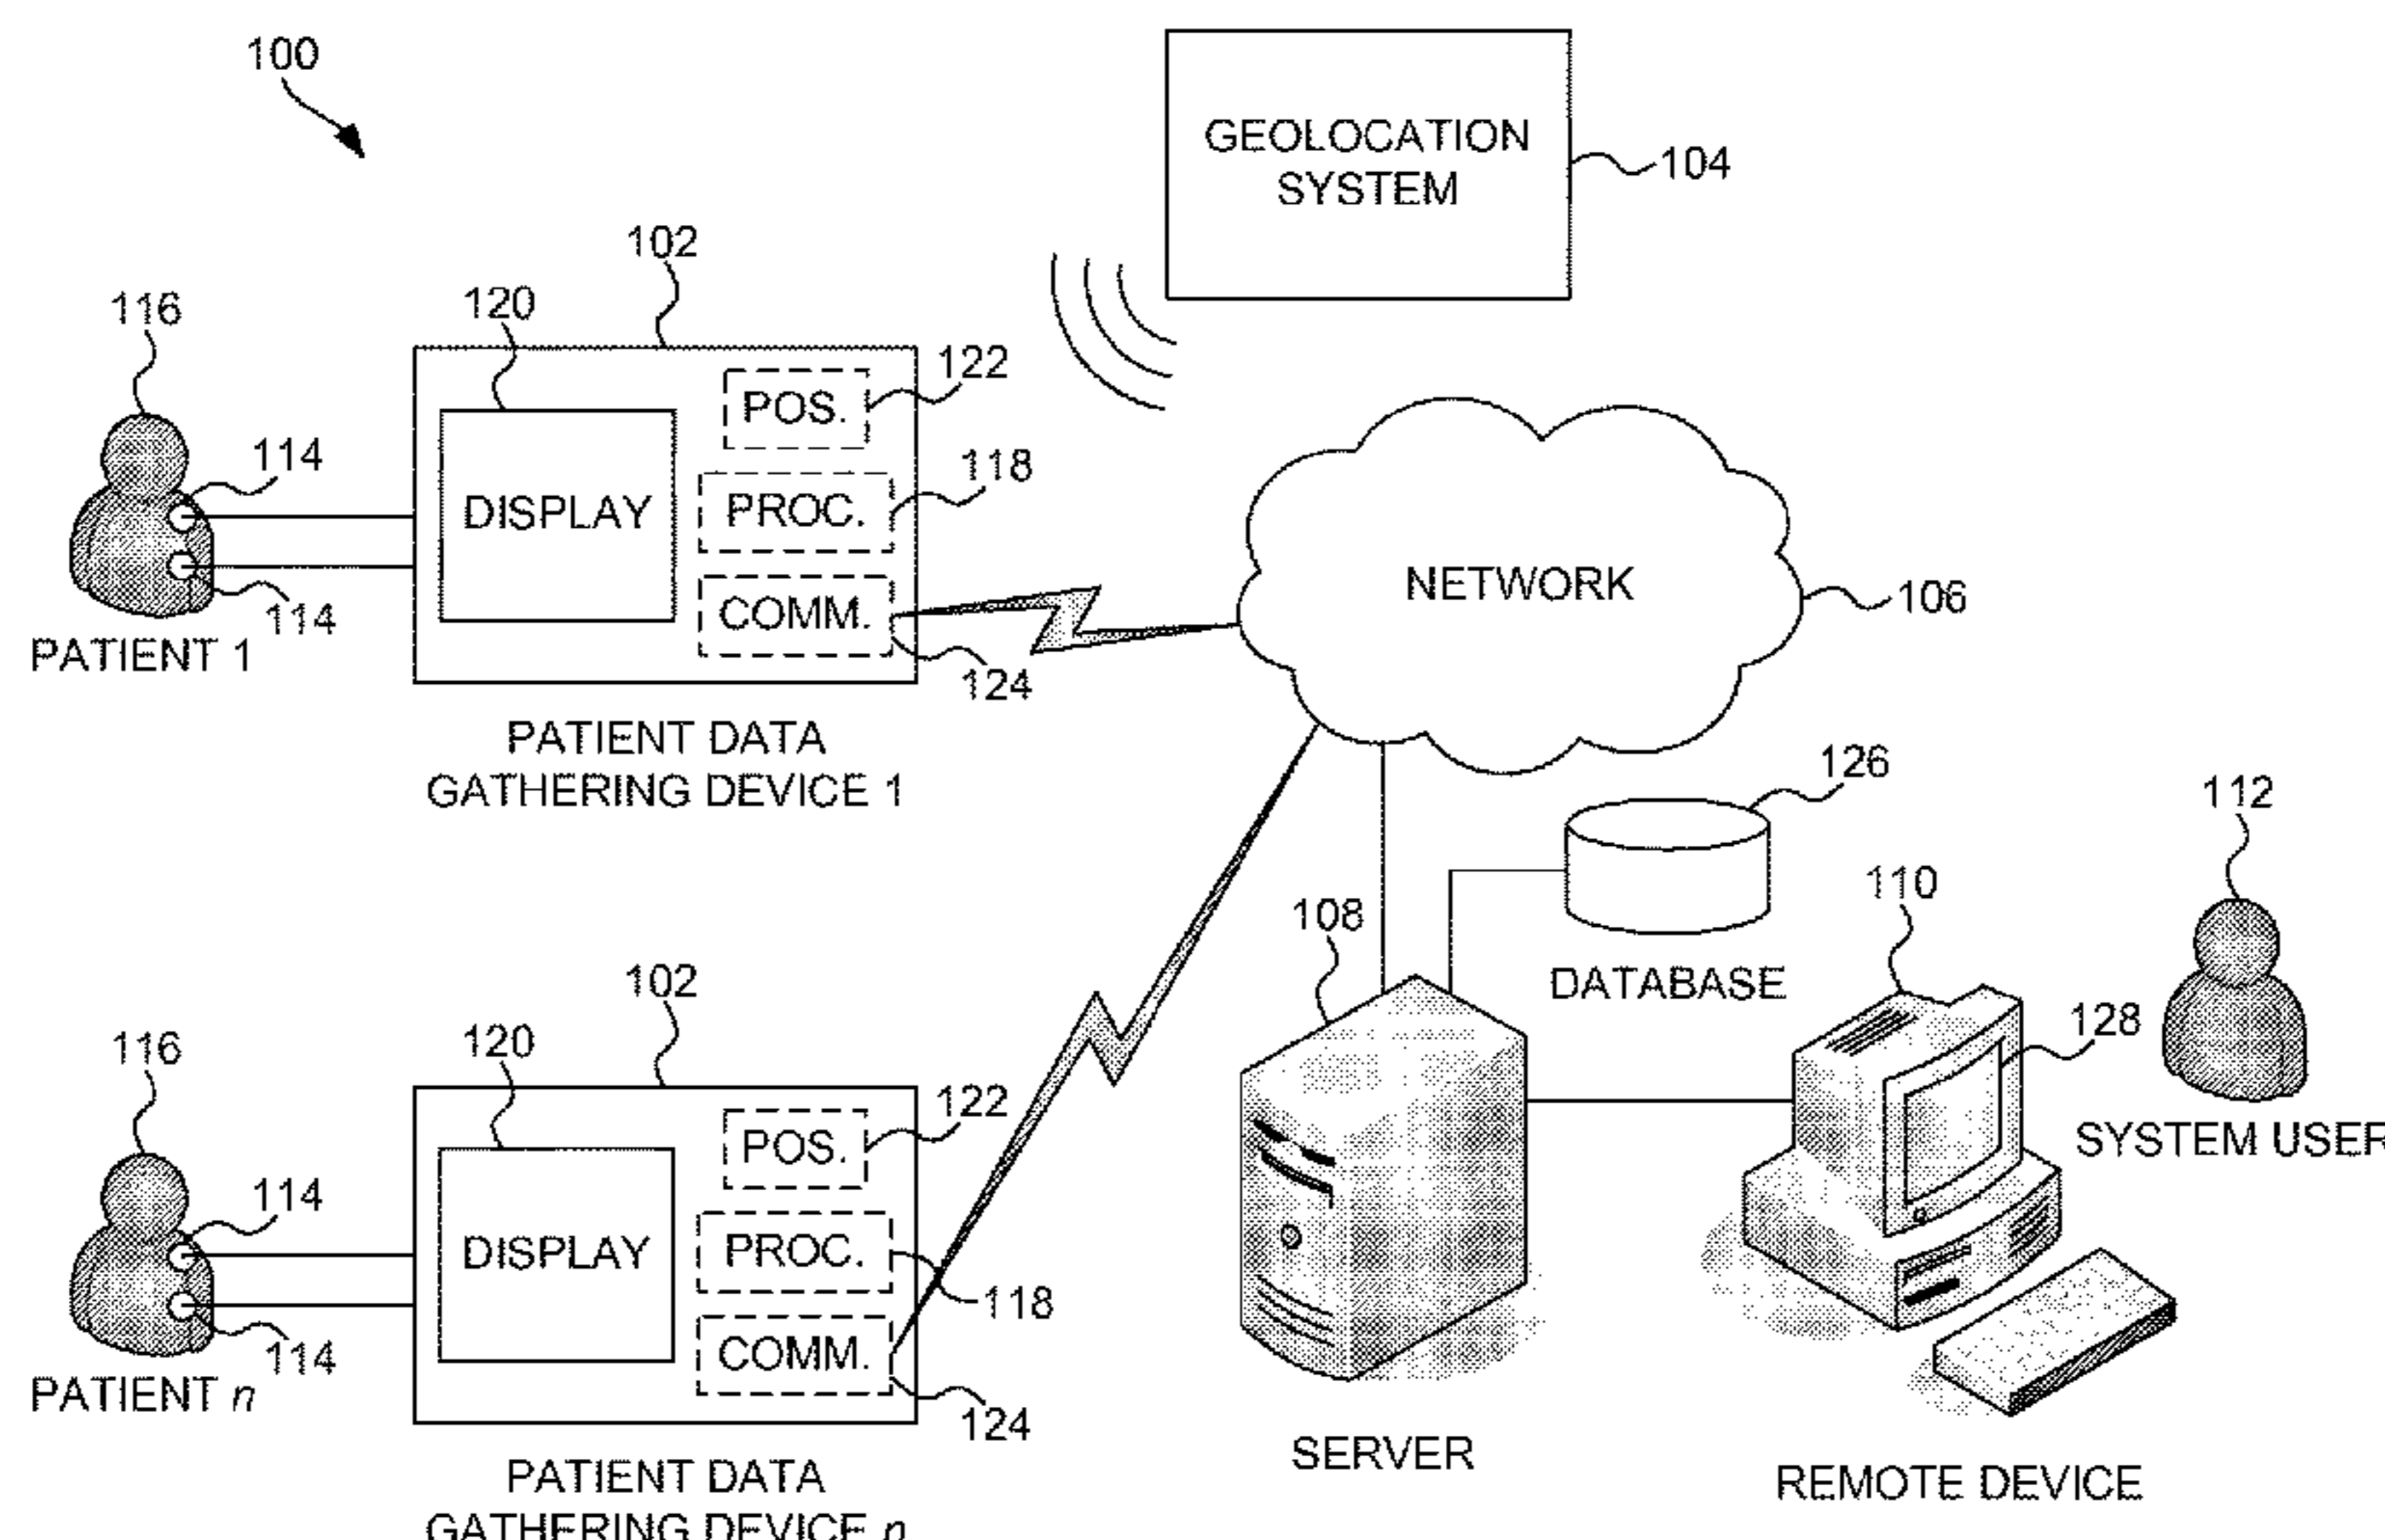 100
GEOLOCATION
SYSTEM
104
102
120
116
122
POS.
114
118
DISPLAY
PROC.
COMM.
114
PATIENT 1
124
NETWORK
106
PATIENT DATA
GATHERING DEVICE 1
126
112
110
108
DATABASE
102
128
120
116
122
POS.
SYSTEM USER
114
DISPLAY
PROC.
118
COMM.
114
PATIENT n
124
SERVER
PATIENT DATA
GATHERING DEVICE n
REMOTE DEVICE